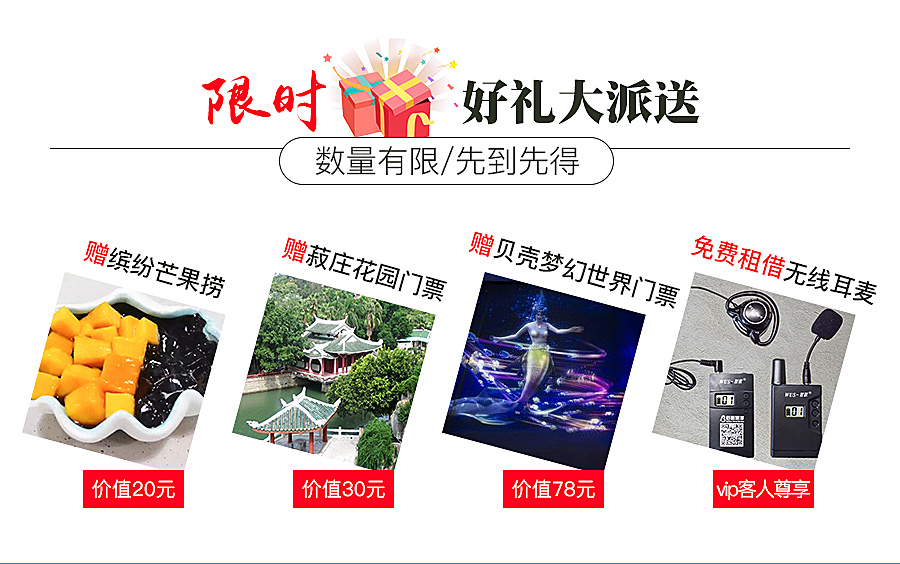 限时 好礼大派送
数量有限/先到先得
赠缤纷芒果捞
赠菽庄花园门票
赠贝壳梦幻世界门票
免费租借无线耳麦
01
01
价值20元
价值30元
价值78元
vip客人尊享